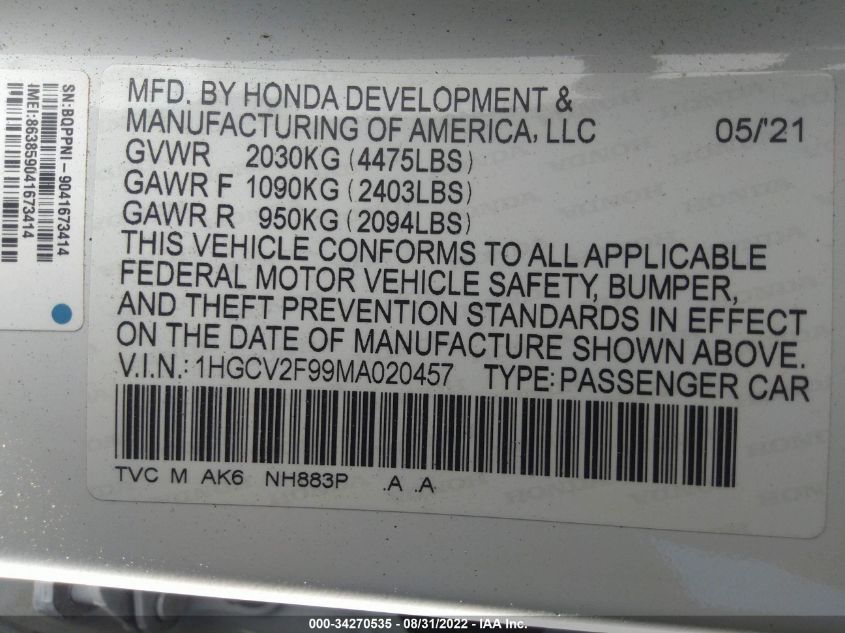 SN:BQPPNI-9041673414
IMEI:863859041673414
MFD. BY HONDA DEVELOPMENT &
MANUFACTURING OF AMERICA, LLC 05/'21
GVWR 2030KG (4475LBS)
GAWR F 1090KG (2403LBS)
GAWR R 950KG (2094LBS)
THIS VEHICLE CONFORMS TO ALL APPLICABLE
FEDERAL MOTOR VEHICLE SAFETY, BUMPER,
AND THEFT PREVENTION STANDARDS IN EFFECT
ON THE DATE OF MANUFACTURE SHOWN ABOVE.
V.I.N.: 1HGCV2F99MA020457 TYPE: PASSENGER CAR
TVC M AK6 NH883P .A .A
000-34270535 - 08/31/2022 - IAA Inc.